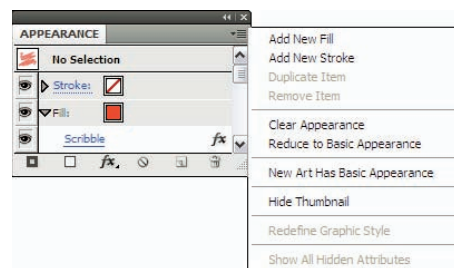 APPEARANCE
No Selection
Stroke:
Fill:
Scribble fx
fx
Add New Fill
Add New Stroke
Duplicate Item
Remove Item
Clear Appearance
Reduce to Basic Appearance
New Art Has Basic Appearance
Hide Thumbnail
Redefine Graphic Style
Show All Hidden Attributes